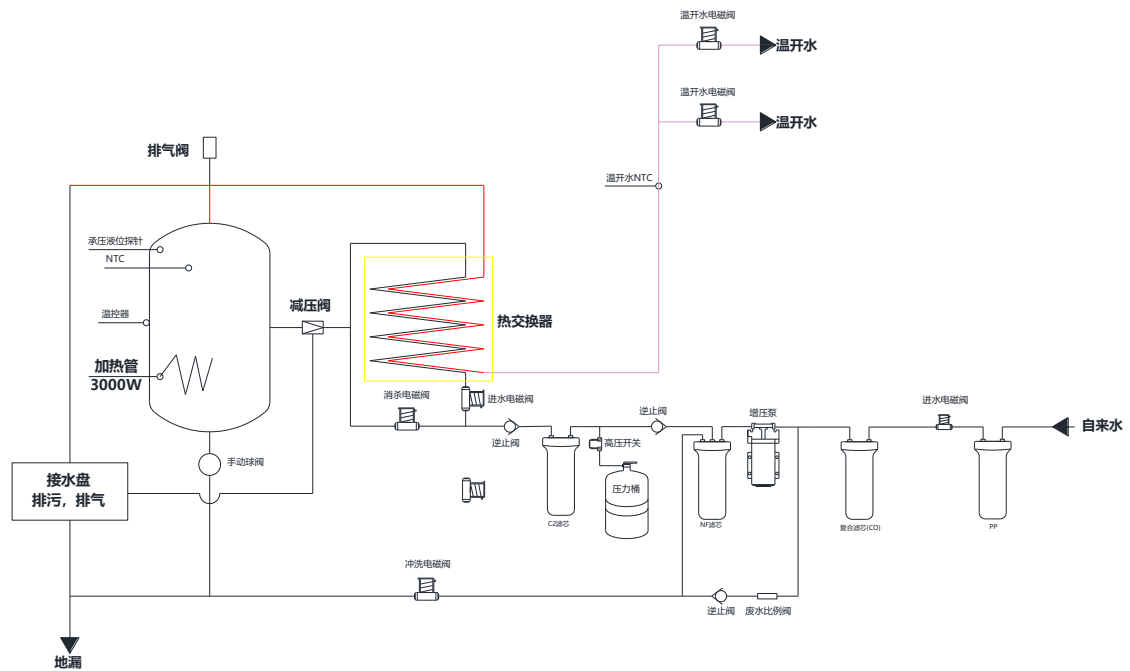 温开水电磁阀
温开水
温开水电磁阀
温开水
排气阀
温开水NTC
承压液位探针
NTC
减压阀
温控器
热交换器
加热管
3000W
消杀电磁阀
进水电磁阀
逆止阀
高压开关
逆止阀
增压泵
进水电磁阀
自来水
手动球阀
接水盘
排污，排气
压力桶
C2滤芯
NF滤芯
复合滤芯(CO)
PP
冲洗电磁阀
逆止阀
废水比例阀
地漏